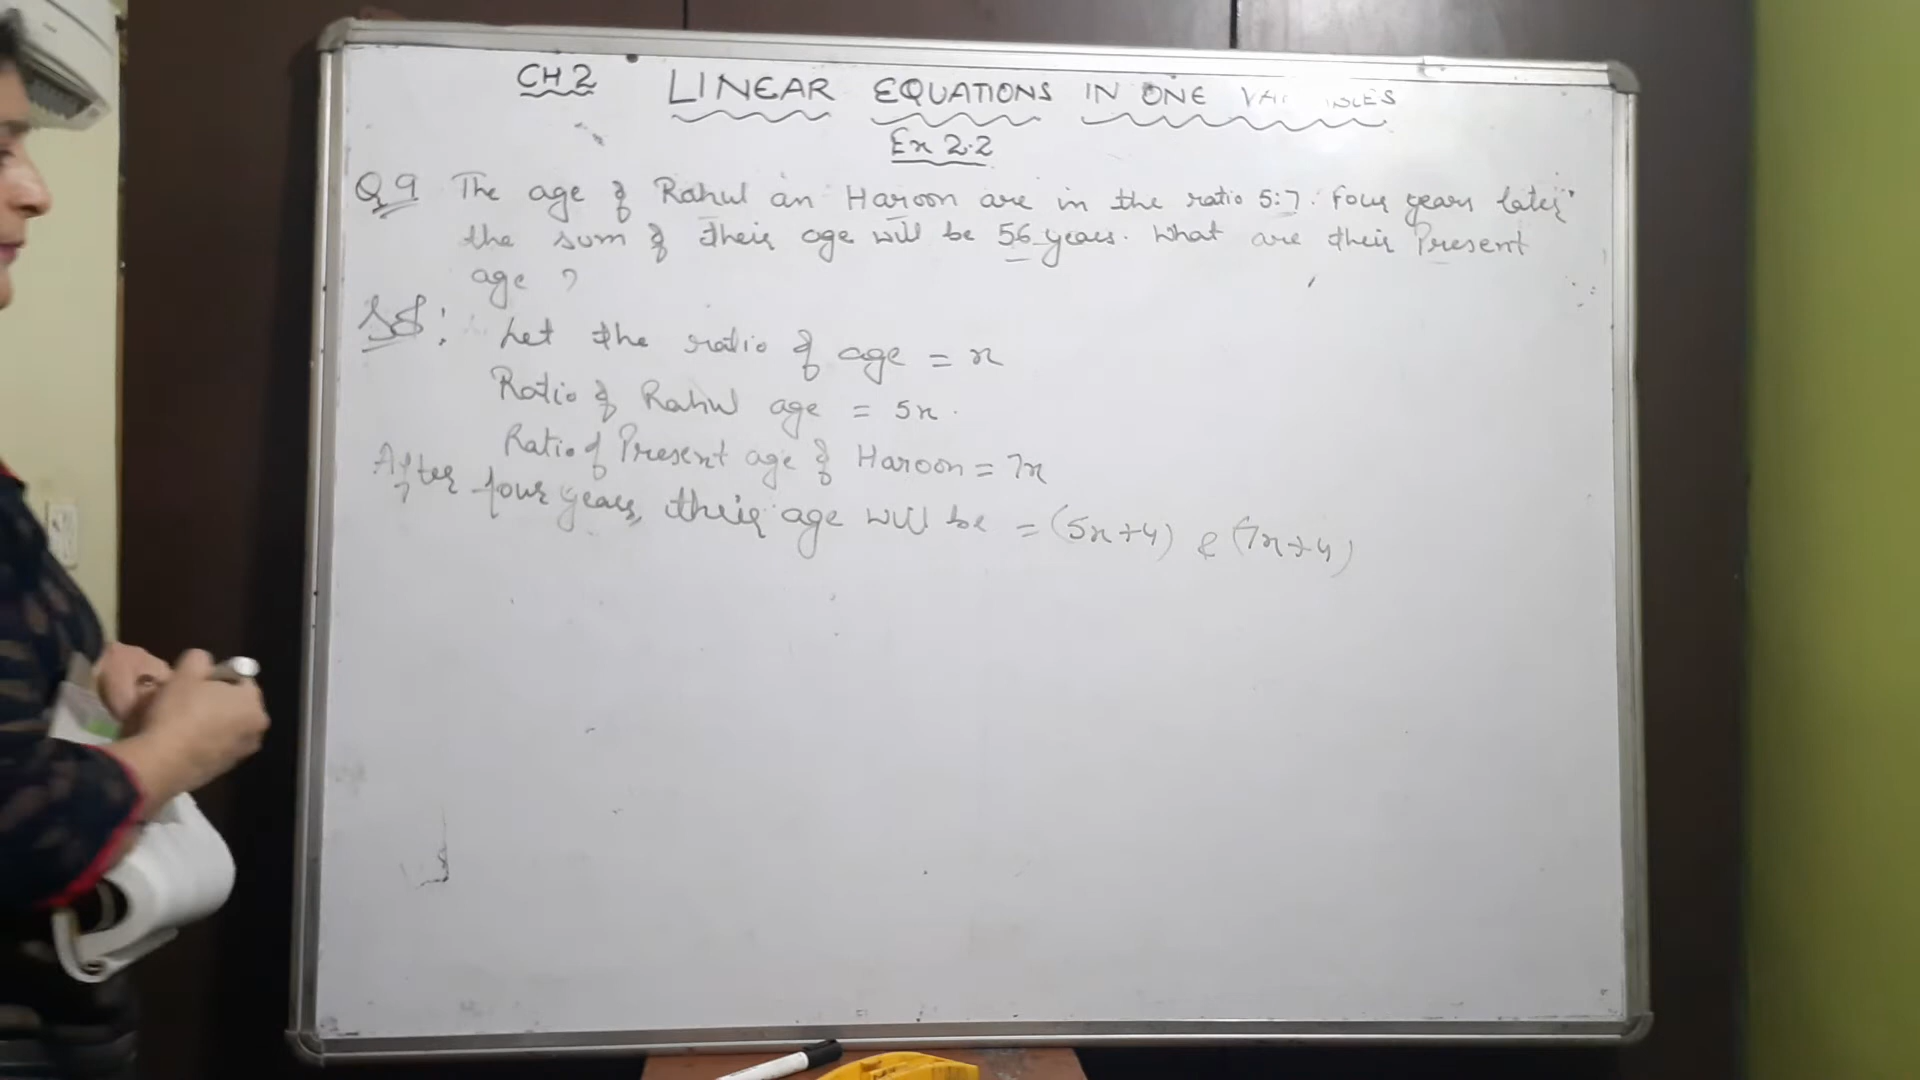 CH 2 LINEAR EQUATIONS IN ONE
Ex 2.2
Q 9 The age of Rahul an Haroon are in the ratio 5:7. Four years later
the sum of their age will be 56 years. What are their Present
age ?
Sol: Let the ratio of age = x
Ratio of Rahul age = 5x.
Ratio of Present age of Haroon = 7x
After four years, their age will be = (5x+4) & (7x+4)